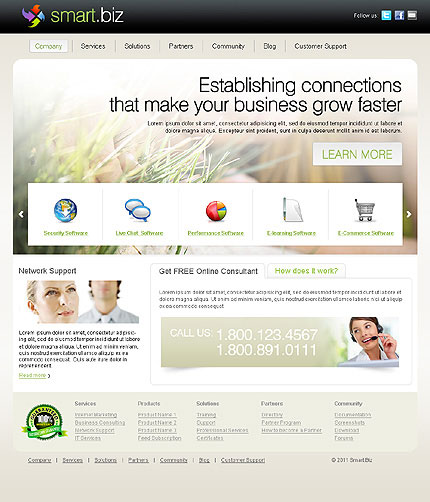 smart.biz
Follow us:
Company Services Solutions Partners Community Blog Customer Support
Establishing connections
that make your business grow faster
Lorem ipsum dolor sit amet, consectetur adipisicing elit, sed do eiusmod tempor incididunt ut labore et dolore
magna aliqua. Excepteur sint proident, sunt in culpa deserunt mollit anim id est laborum.
LEARN MORE
Security Software Live Chat Software Performance Software E-learning Software E-Commerce Software
Network Support
Get FREE Online Consultant How does it work?
Lorem ipsum dolor sit amet, consectetur adipisicing elit, sed do eiusmod tempor incididunt ut labore et dolore
magna aliqua. Ut enim ad minim veniam, quis nostrud exercitation ullamco laboris nisi ut aliquip
exea commodo consequat.
CALL US: 1.800.123.4567
1.800.891.0111
Lorem ipsum dolor sit amet,
consectetur adipiscing
elit, sed do eiusmod tempor
incididunt ut labore et dolore
magna aliqua. Ut enim ad
minim veniam, quis
nostrud exercitation ullamco
commodo consequat. Duis
aute irure dolor in
reprehenderit
Read more
Services Products Solutions Partners Community
Internet Marketing Product Name 1 Training Directory Documentation
Business Consulting Product Name 2 Support Partner Program Screenshots
Network Support Product Name 3 Professional Services How to Become a Partner Download
IT Services Feed Subscription Certificates Forums
Company | Services | Solutions | Partners | Community | Blog | Customer Support © 2011 Smart.Biz